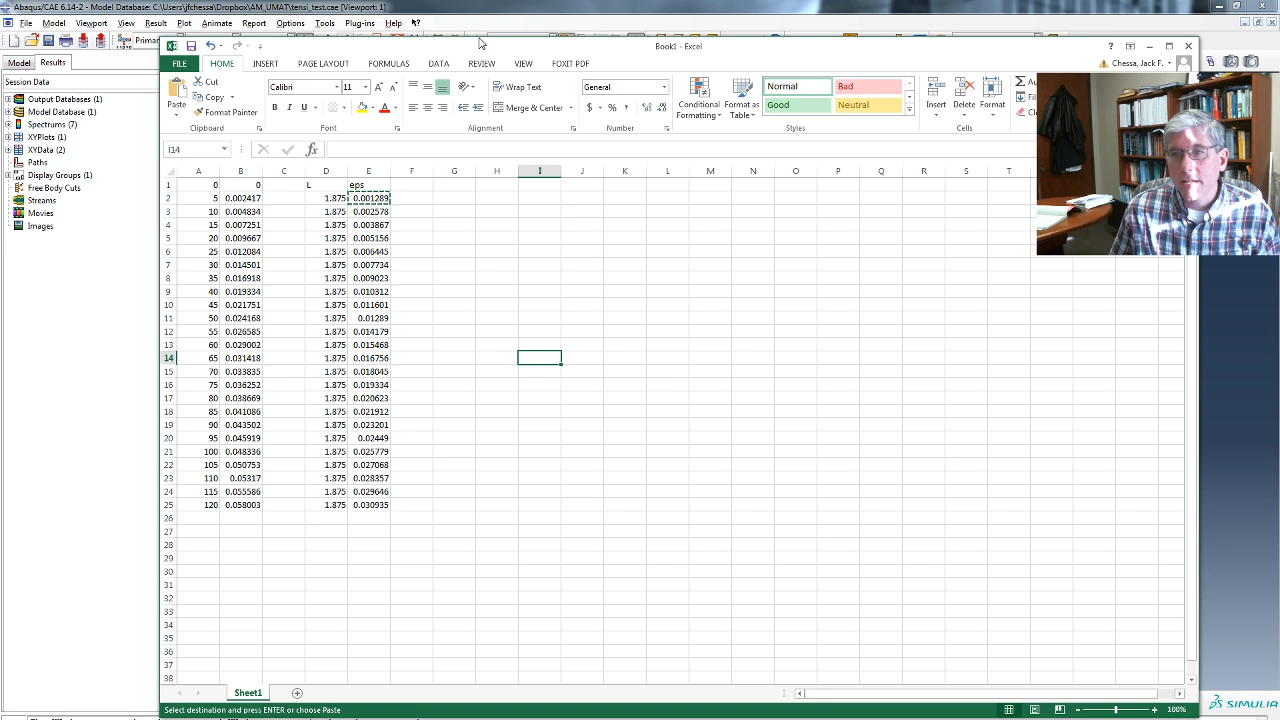 Abaqus/CAE 6.14-2 - Model Database: C:\Users\jfchessa\Dropbox\AM_UMAT\tensi_test.cae [Viewport: 1]
File Model Viewport View Result Plot Animate Report Options Tools Plug-ins Help
Primar
Model Results
Session Data
Output Databases (1)
Model Database (1)
Spectrums (7)
XYPlots (1)
XYData (2)
Paths
Display Groups (1)
Free Body Cuts
Streams
Movies
Images
Book1 - Excel
FILE HOME INSERT PAGE LAYOUT FORMULAS DATA REVIEW VIEW FOXIT PDF
Chessa, Jack F.
Paste
Cut
Copy
Format Painter
Clipboard
Calibri 11
B I U
Font
Wrap Text
Merge & Center
Alignment
General
$ % ,
Number
Conditional Formatting
Format as Table
Normal Bad
Good Neutral
Styles
Insert Delete Format
Cells
I14
fx
A B C D E F G H I J K L M N O P Q R S T
1 0 0 L eps
2 5 0.002417 1.875 0.001289
3 10 0.004834 1.875 0.002578
4 15 0.007251 1.875 0.003867
5 20 0.009667 1.875 0.005156
6 25 0.012084 1.875 0.006445
7 30 0.014501 1.875 0.007734
8 35 0.016918 1.875 0.009023
9 40 0.019334 1.875 0.010312
10 45 0.021751 1.875 0.011601
11 50 0.024168 1.875 0.01289
12 55 0.026585 1.875 0.014179
13 60 0.029002 1.875 0.015468
14 65 0.031418 1.875 0.016756
15 70 0.033835 1.875 0.018045
16 75 0.036252 1.875 0.019334
17 80 0.038669 1.875 0.020623
18 85 0.041086 1.875 0.021912
19 90 0.043502 1.875 0.023201
20 95 0.045919 1.875 0.02449
21 100 0.048336 1.875 0.025779
22 105 0.050753 1.875 0.027068
23 110 0.05317 1.875 0.028357
24 115 0.055586 1.875 0.029646
25 120 0.058003 1.875 0.030935
26
27
28
29
30
31
32
33
34
35
36
37
38
Sheet1
Select destination and press ENTER or choose Paste
100%
SIMULIA